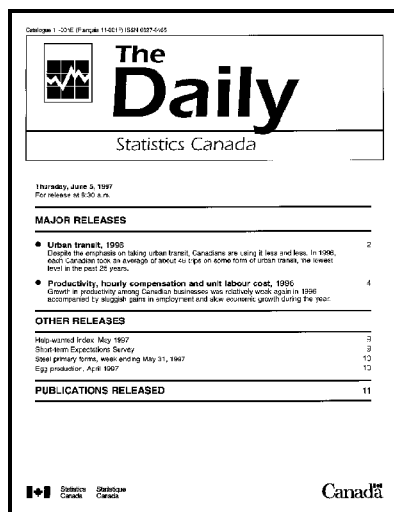 Catalogue 11-001E (Français 11-001F) ISSN 0827-0465
The
Daily
Statistics Canada
Thursday, June 5, 1997
For release at 8:30 a.m.
MAJOR RELEASES
● Urban transit, 1996 2
Despite the emphasis on taking urban transit, Canadians are using it less and less. In 1996,
each Canadian took an average of about 48 trips on some form of urban transit, the lowest
level in the past 25 years.
● Productivity, hourly compensation and unit labour cost, 1996 4
Growth in productivity among Canadian businesses was relatively weak again in 1996
accompanied by sluggish gains in employment and slow economic growth during the year.
OTHER RELEASES
Help-wanted Index, May 1997 9
Short-term Expectations Survey 9
Steel primary forms, week ending May 31, 1997 10
Egg production, April 1997 10
PUBLICATIONS RELEASED 11
Statistics Statistique
Canada Canada
Canada